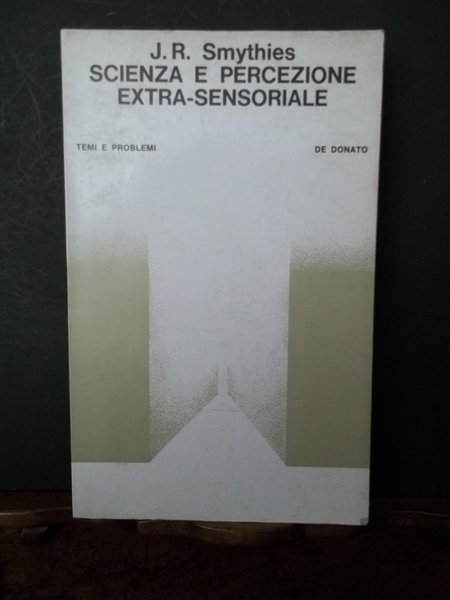 J. R. Smythies
SCIENZA E PERCEZIONE
EXTRA-SENSORIALE
TEMI E PROBLEMI DE DONATO